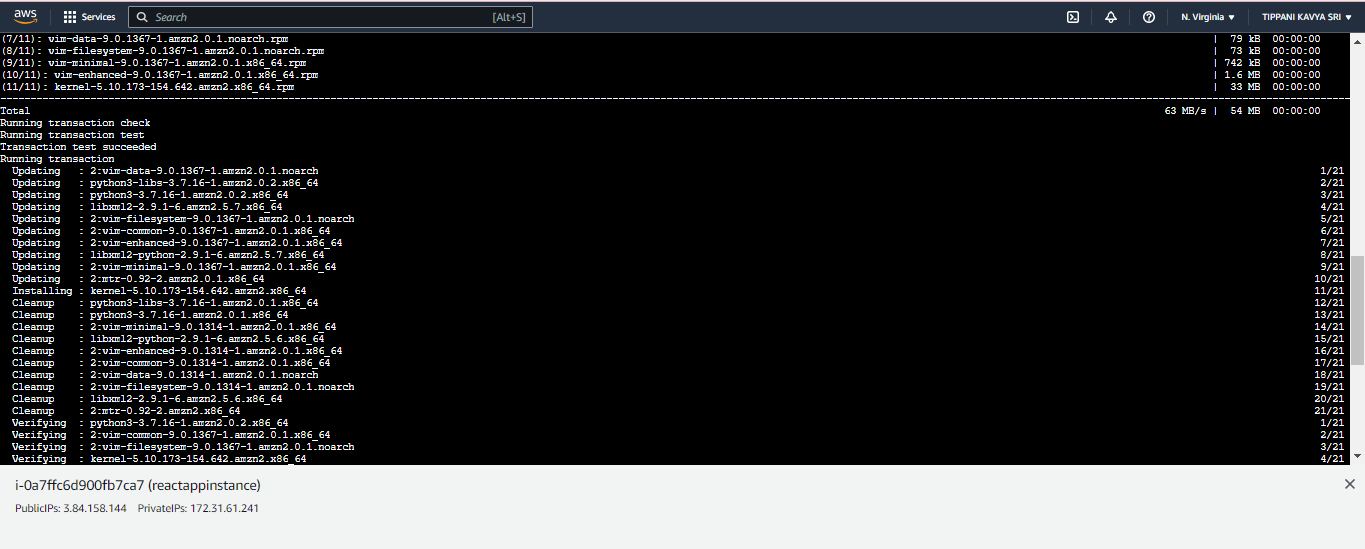 aws Services Search [Alt+S] N. Virginia ▼ TIPPANI KAVYA SRI ▼
(7/11): vim-data-9.0.1367-1.amzn2.0.1.noarch.rpm | 79 kB 00:00:00
(8/11): vim-filesystem-9.0.1367-1.amzn2.0.1.noarch.rpm | 73 kB 00:00:00
(9/11): vim-minimal-9.0.1367-1.amzn2.0.1.x86_64.rpm | 742 kB 00:00:00
(10/11): vim-enhanced-9.0.1367-1.amzn2.0.1.x86_64.rpm | 1.6 MB 00:00:00
(11/11): kernel-5.10.173-154.642.amzn2.x86_64.rpm | 33 MB 00:00:00
Total 63 MB/s | 54 MB 00:00:00
Running transaction check
Running transaction test
Transaction test succeeded
Running transaction
Updating : 2:vim-data-9.0.1367-1.amzn2.0.1.noarch 1/21
Updating : python3-libs-3.7.16-1.amzn2.0.2.x86_64 2/21
Updating : python3-3.7.16-1.amzn2.0.2.x86_64 3/21
Updating : libxml2-2.9.1-6.amzn2.5.7.x86_64 4/21
Updating : 2:vim-filesystem-9.0.1367-1.amzn2.0.1.noarch 5/21
Updating : 2:vim-common-9.0.1367-1.amzn2.0.1.x86_64 6/21
Updating : 2:vim-enhanced-9.0.1367-1.amzn2.0.1.x86_64 7/21
Updating : libxml2-python-2.9.1-6.amzn2.5.7.x86_64 8/21
Updating : 2:vim-minimal-9.0.1367-1.amzn2.0.1.x86_64 9/21
Updating : 2:mtr-0.92-2.amzn2.0.1.x86_64 10/21
Installing : kernel-5.10.173-154.642.amzn2.x86_64 11/21
Cleanup : python3-libs-3.7.16-1.amzn2.0.1.x86_64 12/21
Cleanup : python3-3.7.16-1.amzn2.0.1.x86_64 13/21
Cleanup : 2:vim-minimal-9.0.1314-1.amzn2.0.1.x86_64 14/21
Cleanup : libxml2-python-2.9.1-6.amzn2.5.6.x86_64 15/21
Cleanup : 2:vim-enhanced-9.0.1314-1.amzn2.0.1.x86_64 16/21
Cleanup : 2:vim-common-9.0.1314-1.amzn2.0.1.x86_64 17/21
Cleanup : 2:vim-data-9.0.1314-1.amzn2.0.1.noarch 18/21
Cleanup : 2:vim-filesystem-9.0.1314-1.amzn2.0.1.noarch 19/21
Cleanup : libxml2-2.9.1-6.amzn2.5.6.x86_64 20/21
Cleanup : 2:mtr-0.92-2.amzn2.x86_64 21/21
Verifying : python3-3.7.16-1.amzn2.0.2.x86_64 1/21
Verifying : 2:vim-common-9.0.1367-1.amzn2.0.1.x86_64 2/21
Verifying : 2:vim-filesystem-9.0.1367-1.amzn2.0.1.noarch 3/21
Verifying : kernel-5.10.173-154.642.amzn2.x86_64 4/21
i-0a7ffc6d900fb7ca7 (reactappinstance)
PublicIPs: 3.84.158.144 PrivateIPs: 172.31.61.241